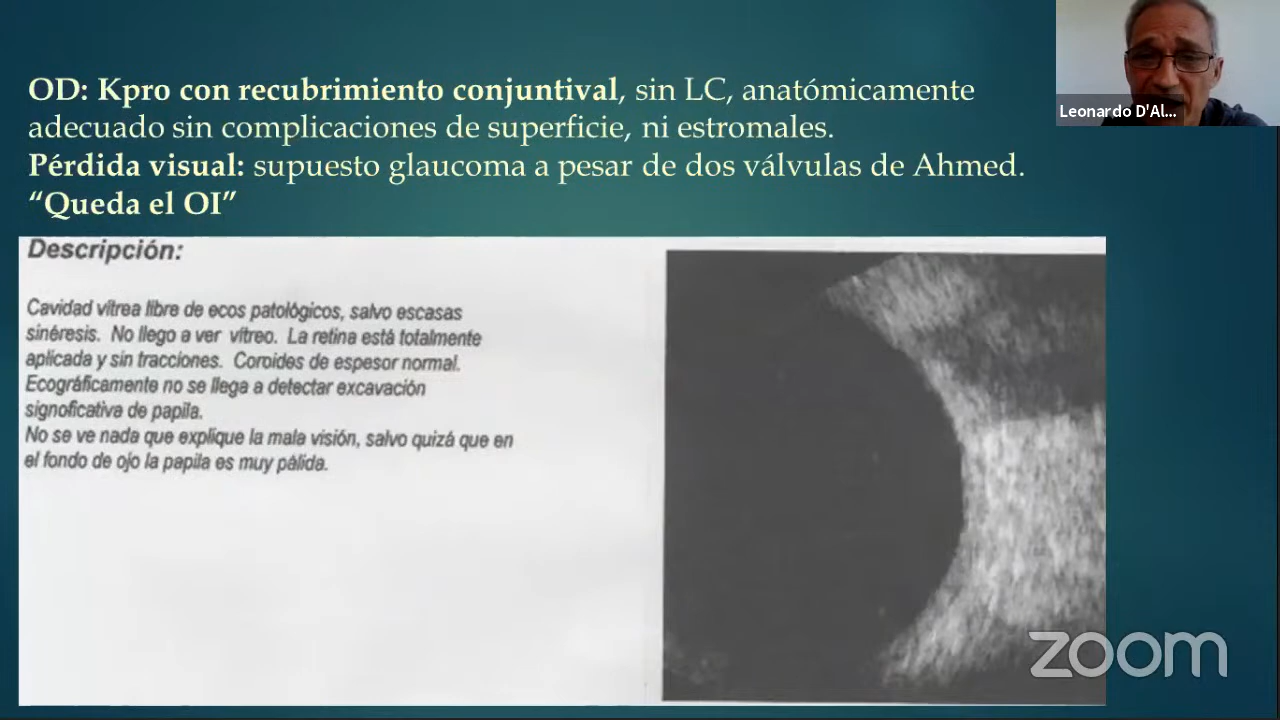 OD: Kpro con recubrimiento conjuntival, sin LC, anatómicamente
adecuado sin complicaciones de superficie, ni estromales.
Pérdida visual: supuesto glaucoma a pesar de dos válvulas de Ahmed.
“Queda el OI”
Leonardo D'Al...
Descripción:
Cavidad vítrea libre de ecos patológicos, salvo escasas
sinéresis. No llego a ver vítreo. La retina está totalmente
aplicada y sin tracciones. Coroides de espesor normal.
Ecográficamente no se llega a detectar excavación
signoficativa de papila.
No se ve nada que explique la mala visión, salvo quizá que en
el fondo de ojo la papila es muy pálida.
zoom